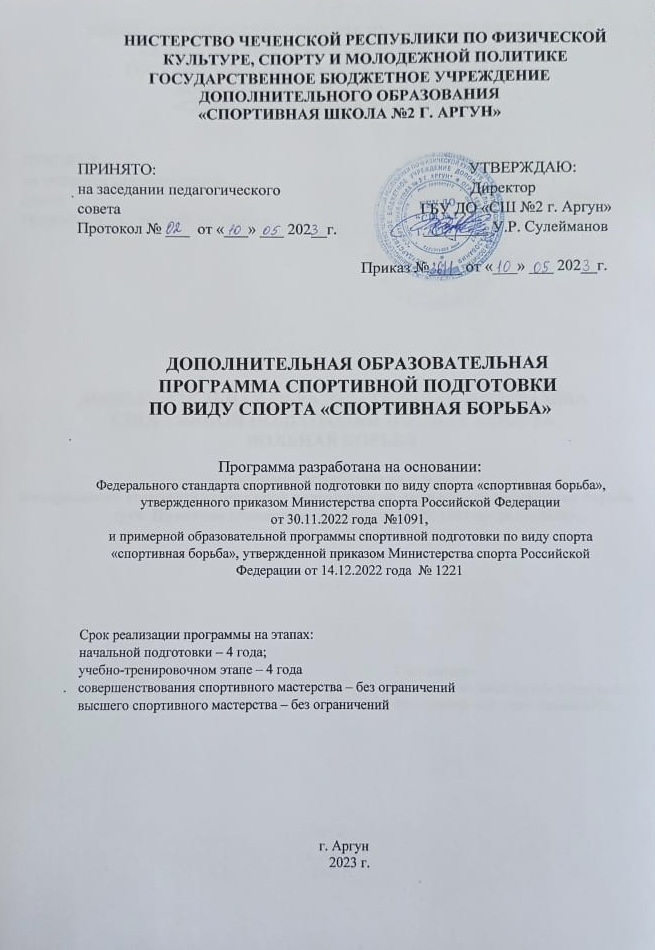 НИСТЕРСТВО ЧЕЧЕНСКОЙ РЕСПУБЛИКИ ПО ФИЗИЧЕСКОЙ
КУЛЬТУРЕ, СПОРТУ И МОЛОДЕЖНОЙ ПОЛИТИКЕ
ГОСУДАРСТВЕННОЕ БЮДЖЕТНОЕ УЧРЕЖДЕНИЕ
ДОПОЛНИТЕЛЬНОГО ОБРАЗОВАНИЯ
«СПОРТИВНАЯ ШКОЛА №2 Г. АРГУН»
ПРИНЯТО:
на заседании педагогического
совета
Протокол № 02 от «10» 05 2023 г.
УТВЕРЖДАЮ:
Директор
ГБУ ДО «СШ №2 г. Аргун»
У.Р. Сулейманов
Приказ № от «10» 05 2023 г.
ДОПОЛНИТЕЛЬНАЯ ОБРАЗОВАТЕЛЬНАЯ
ПРОГРАММА СПОРТИВНОЙ ПОДГОТОВКИ
ПО ВИДУ СПОРТА «СПОРТИВНАЯ БОРЬБА»
Программа разработана на основании:
Федерального стандарта спортивной подготовки по виду спорта «спортивная борьба»,
утвержденного приказом Министерства спорта Российской Федерации
от 30.11.2022 года №1091,
и примерной образовательной программы спортивной подготовки по виду спорта
«спортивная борьба», утвержденной приказом Министерства спорта Российской
Федерации от 14.12.2022 года № 1221
Срок реализации программы на этапах:
начальной подготовки – 4 года;
учебно-тренировочном этапе – 4 года
совершенствования спортивного мастерства – без ограничений
высшего спортивного мастерства – без ограничений
г. Аргун
2023 г.